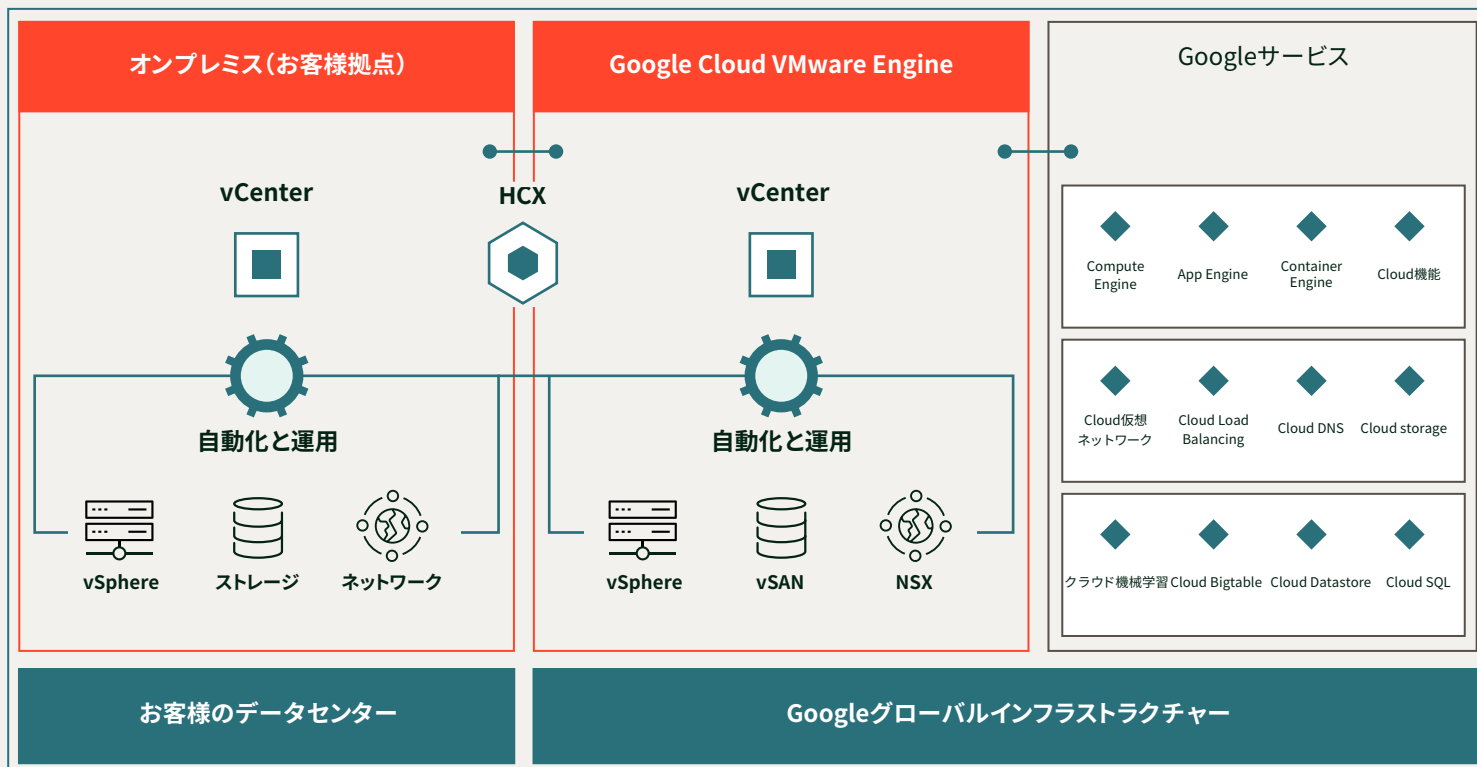 オンプレミス（お客様拠点）
Google Cloud VMware Engine
Googleサービス
vCenter
HCX
vCenter
自動化と運用
自動化と運用
vSphere
ストレージ
ネットワーク
vSphere
vSAN
NSX
Compute
Engine
App Engine
Container
Engine
Cloud機能
Cloud仮想
ネットワーク
Cloud Load
Balancing
Cloud DNS
Cloud storage
クラウド機械学習
Cloud Bigtable
Cloud Datastore
Cloud SQL
お客様のデータセンター
Googleグローバルインフラストラクチャー